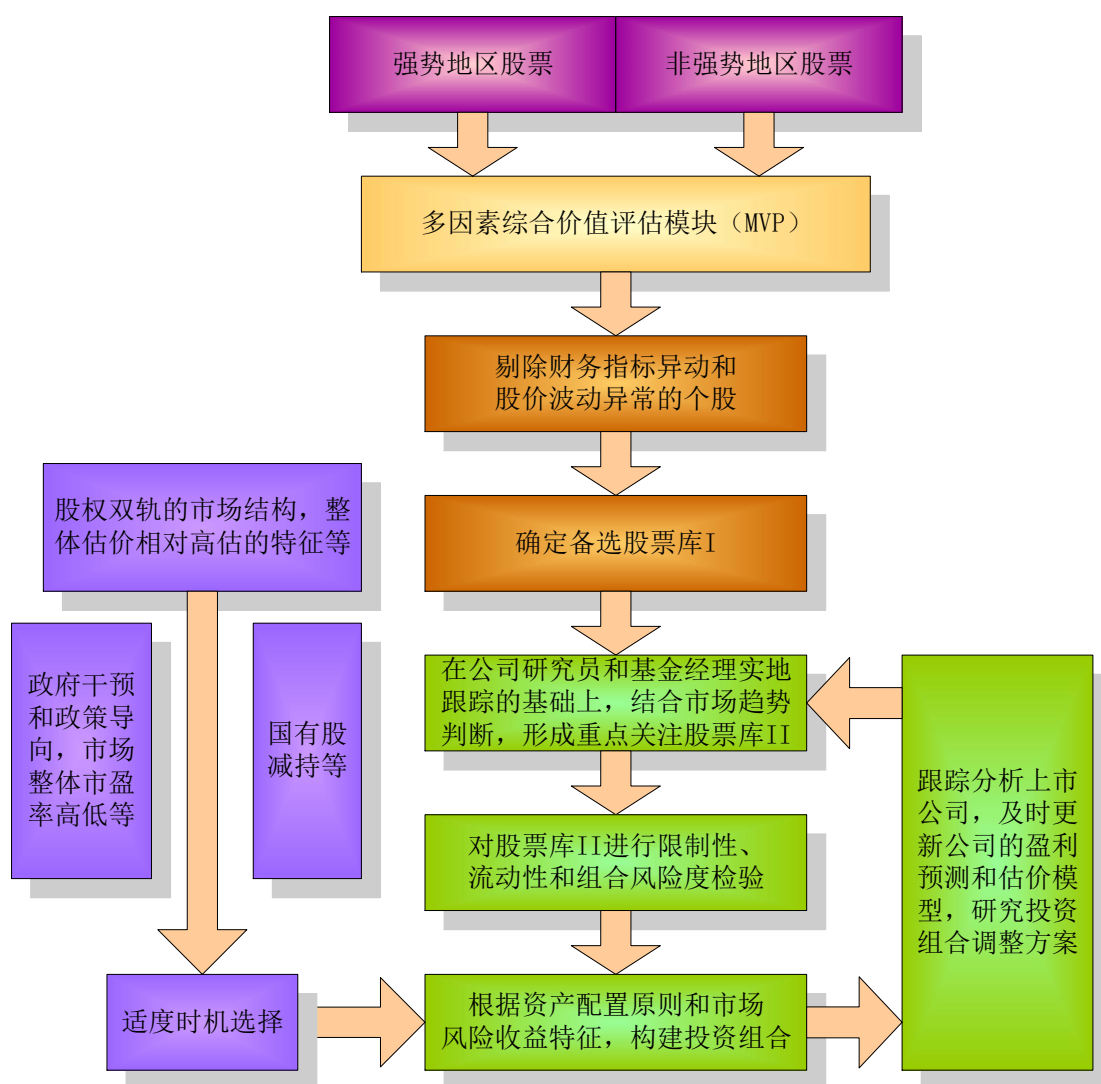 强势地区股票
非强势地区股票
多因素综合价值评估模块（MVP）
剔除财务指标异动和
股价波动异常的个股
股权双轨的市场结构，整
体估价相对高估的特征等
确定备选股票库I
政府干预
和政策导
向，市场
整体市盈
率高低等
国有股
减持等
在公司研究员和基金经理实地
跟踪的基础上，结合市场趋势
判断，形成重点关注股票库II
对股票库II进行限制性、
流动性和组合风险度检验
跟踪分析上市
公司，及时更
新公司的盈利
预测和估价模
型，研究投资
组合调整方案
适度时机选择
根据资产配置原则和市场
风险收益特征，构建投资组合